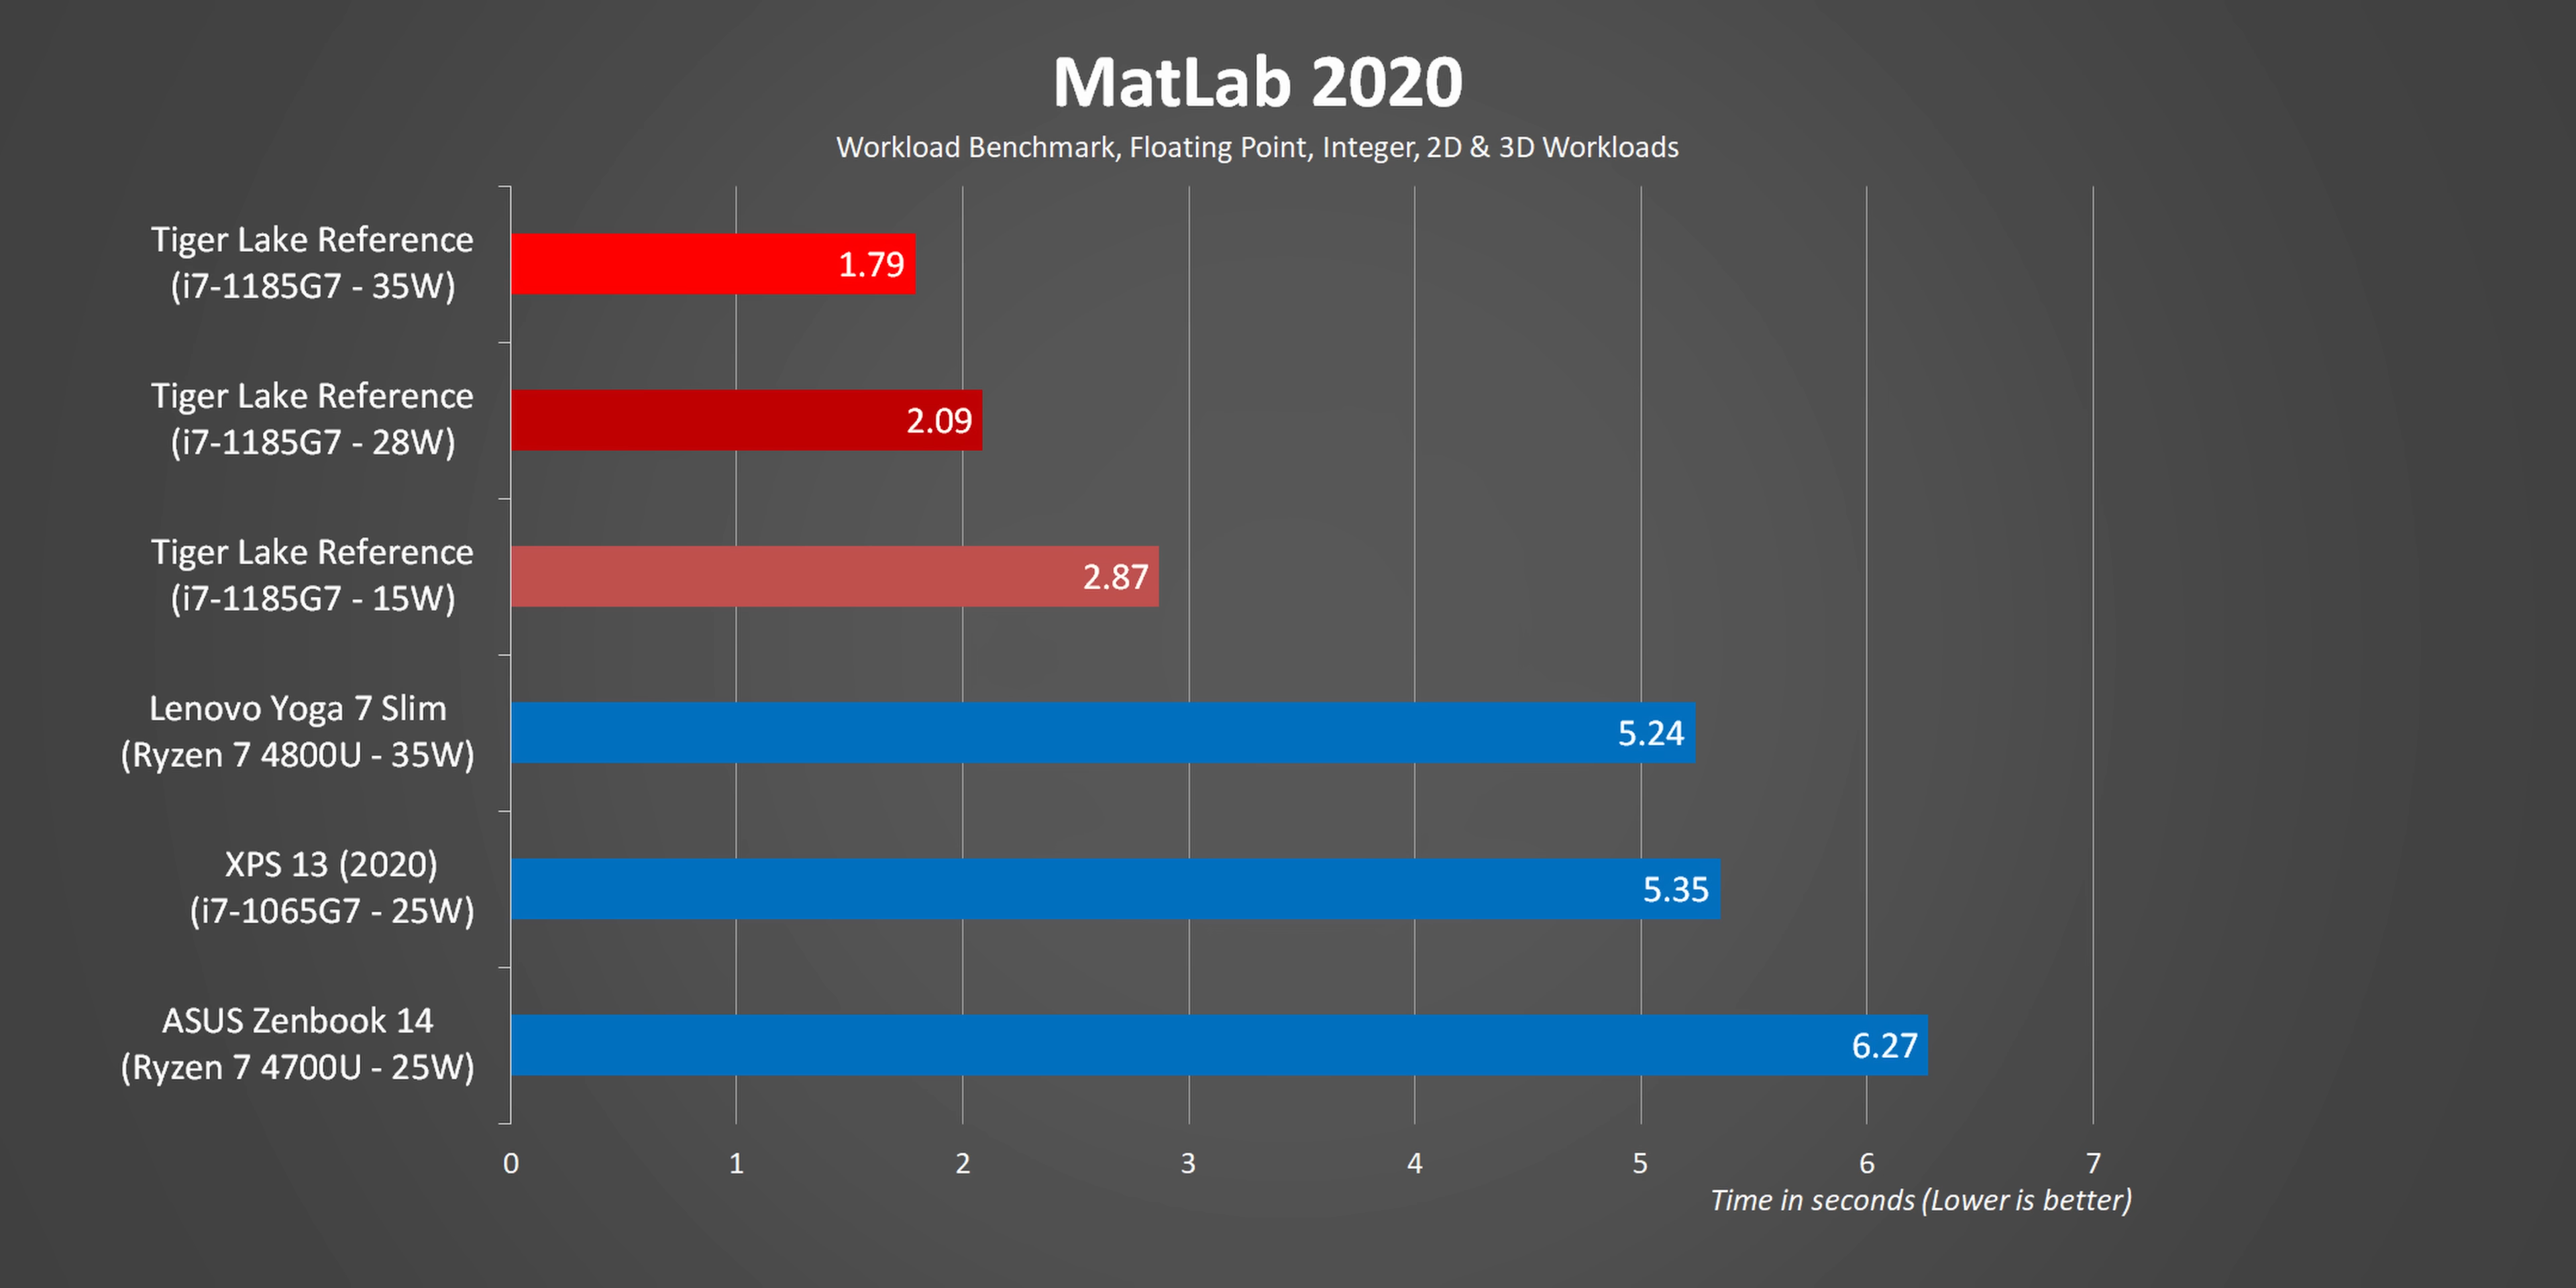 MatLab 2020
Workload Benchmark, Floating Point, Integer, 2D & 3D Workloads
Tiger Lake Reference
(i7-1185G7 - 35W)
1.79
Tiger Lake Reference
(i7-1185G7 - 28W)
2.09
Tiger Lake Reference
(i7-1185G7 - 15W)
2.87
Lenovo Yoga 7 Slim
(Ryzen 7 4800U - 35W)
5.24
XPS 13 (2020)
(i7-1065G7 - 25W)
5.35
ASUS Zenbook 14
(Ryzen 7 4700U - 25W)
6.27
0 1 2 3 4 5 6 7
Time in seconds (Lower is better)